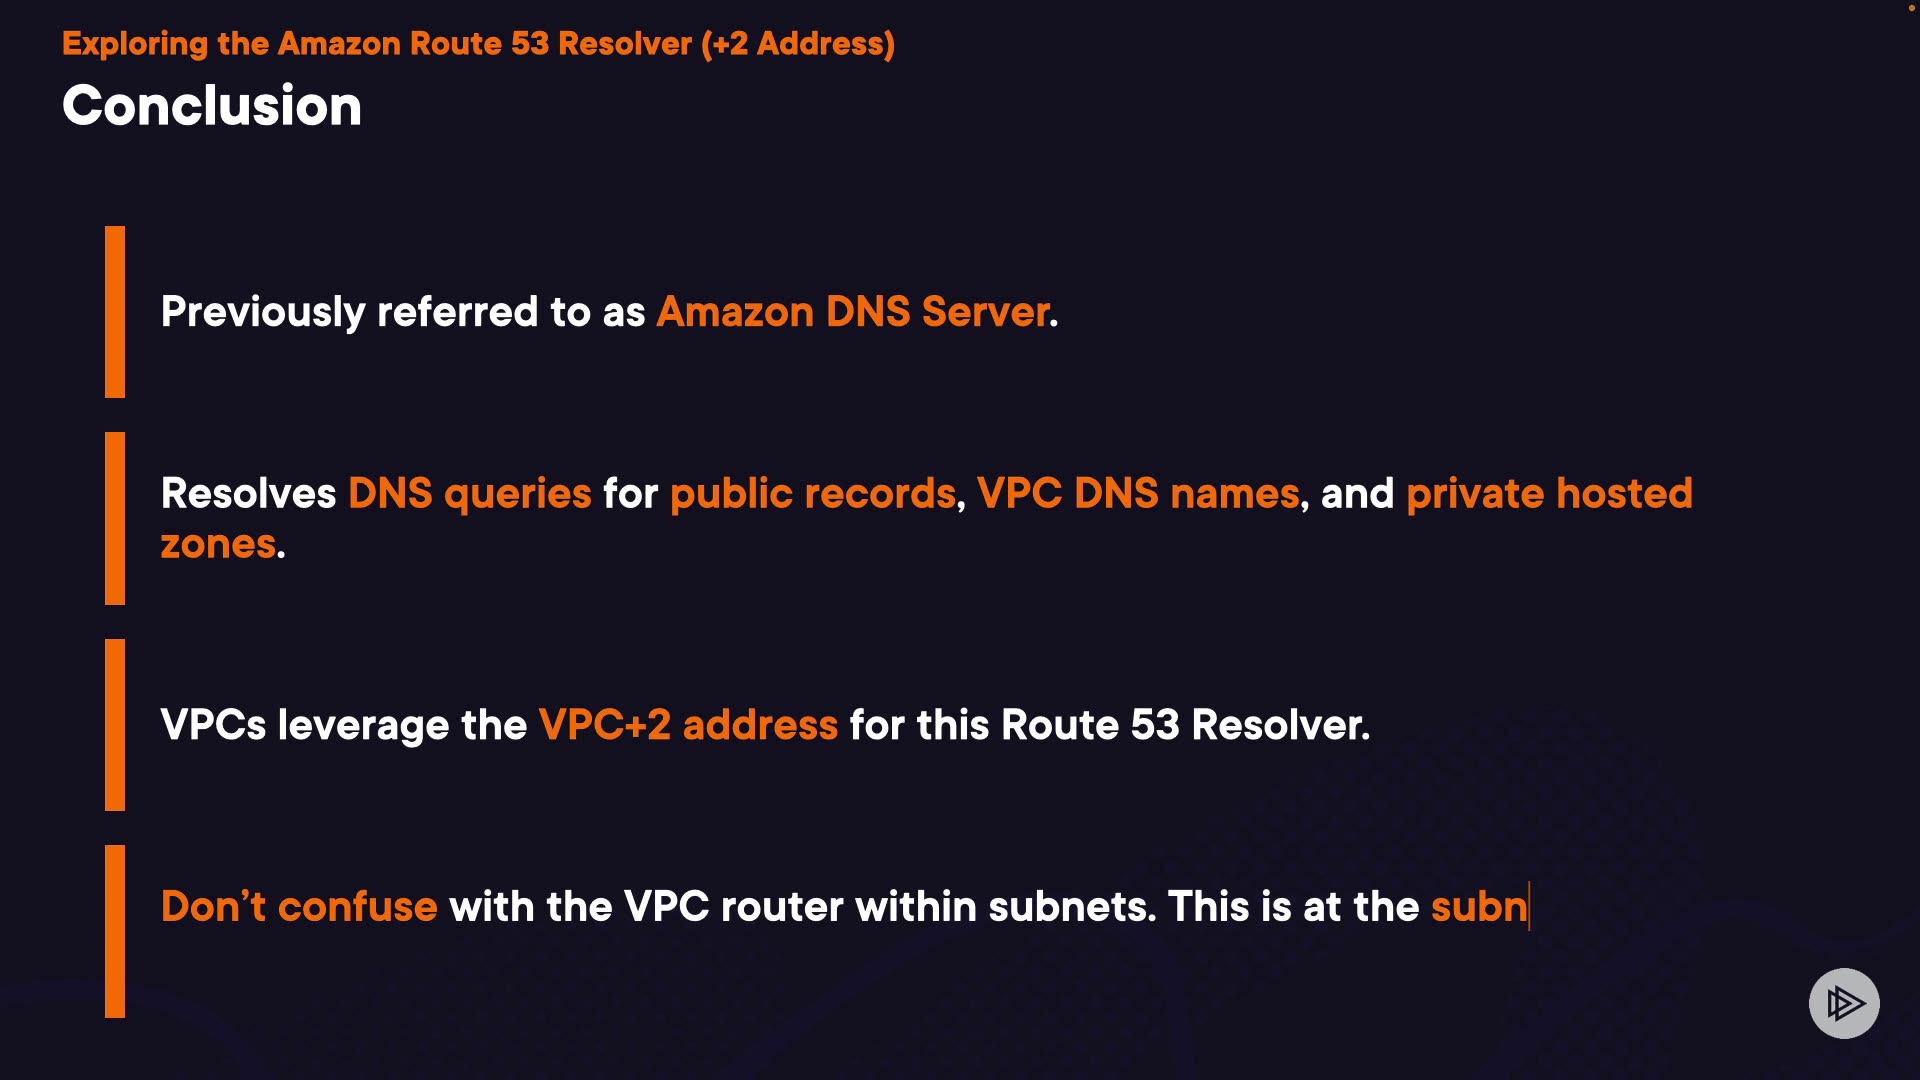 Exploring the Amazon Route 53 Resolver (+2 Address)
Conclusion
Previously referred to as Amazon DNS Server.
Resolves DNS queries for public records, VPC DNS names, and private hosted
zones.
VPCs leverage the VPC+2 address for this Route 53 Resolver.
Don’t confuse with the VPC router within subnets. This is at the subn